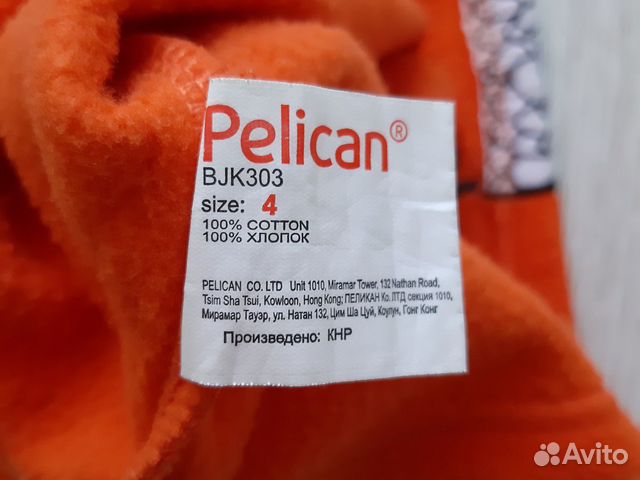 Pelican®
BJK303
size: 4
100% COTTON
100% ХЛОПОК
PELICAN CO. LTD Unit 1010, Miramar Tower, 132 Nathan Road,
Tsim Sha Tsui, Kowloon, Hong Kong; ПЕЛИКАН Ко. ЛТД секция 1010,
Мирамар Тауэр, ул. Натан 132, Цим Ша Цуй, Коулун, Гонг Конг
Произведено: КНР
Avito